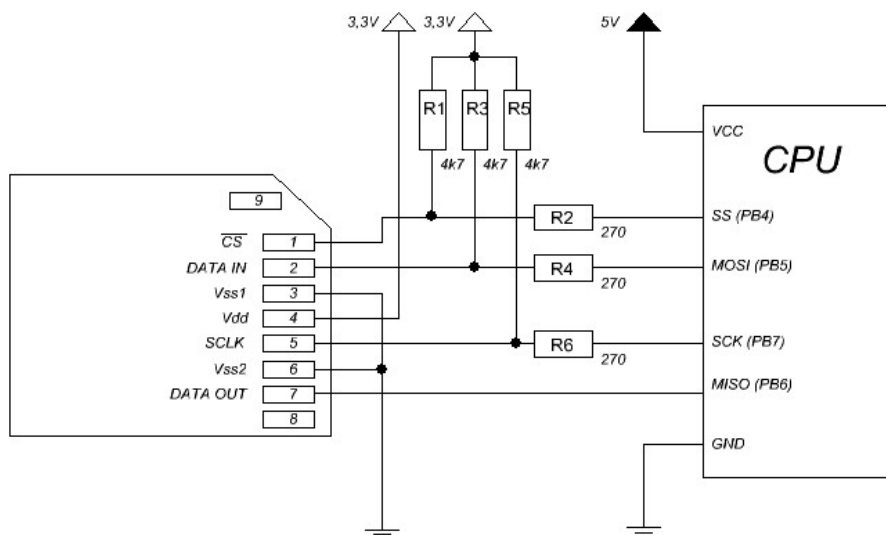 3,3V 3,3V 5V
R1 R3 R5
4k7 4k7 4k7
VCC
CPU
9
R2 SS (PB4)
270
CS 1
DATA IN 2 R4 MOSI (PB5)
270
Vss1 3
Vdd 4
SCLK 5 R6 SCK (PB7)
270
Vss2 6
DATA OUT 7 MISO (PB6)
8
GND